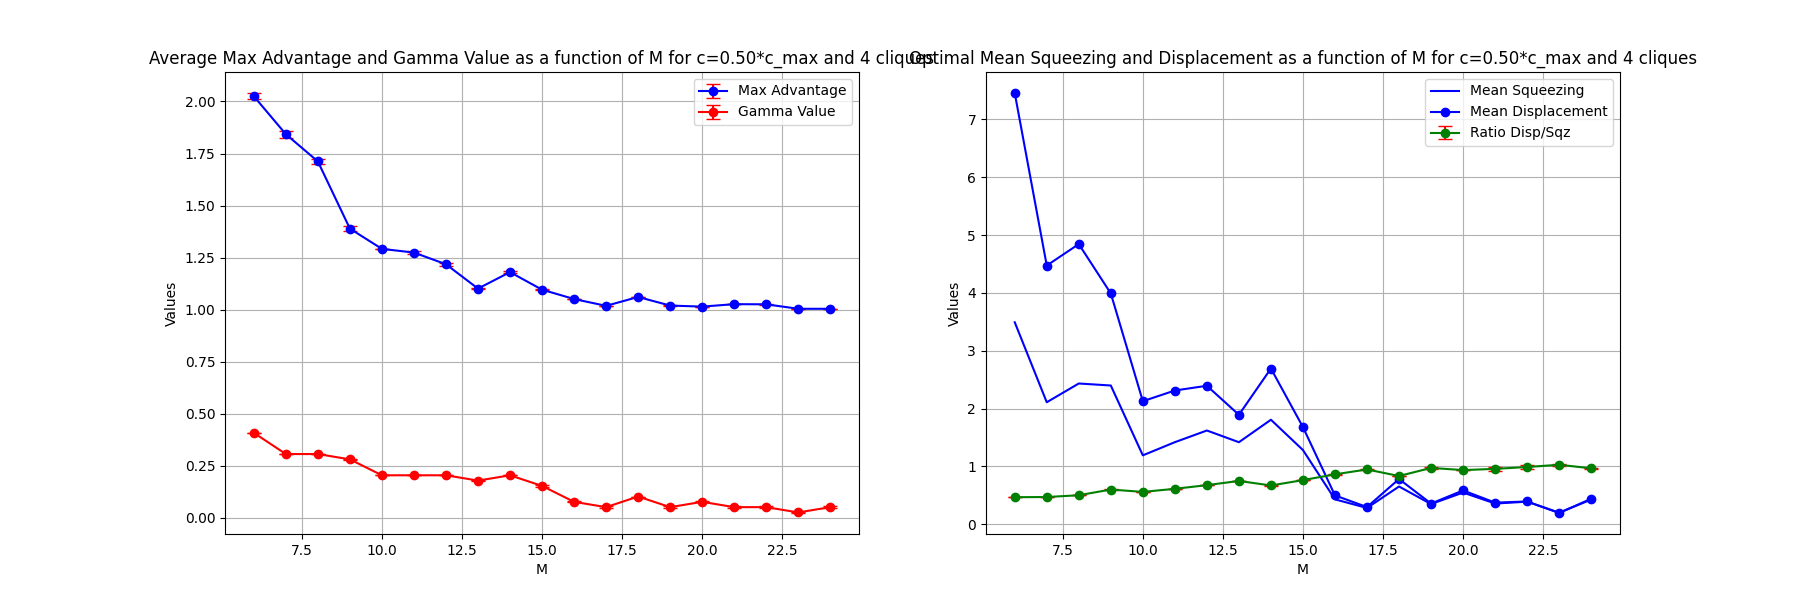 Average Max Advantage and Gamma Value as a function of M for c=0.50*c_max and 4 cliques
Max Advantage
Gamma Value
2.00
1.75
1.50
1.25
1.00
0.75
0.50
0.25
0.00
Values
7.5 10.0 12.5 15.0 17.5 20.0 22.5
M
Optimal Mean Squeezing and Displacement as a function of M for c=0.50*c_max and 4 cliques
Mean Squeezing
Mean Displacement
Ratio Disp/Sqz
7
6
5
4
3
2
1
0
Values
7.5 10.0 12.5 15.0 17.5 20.0 22.5
M